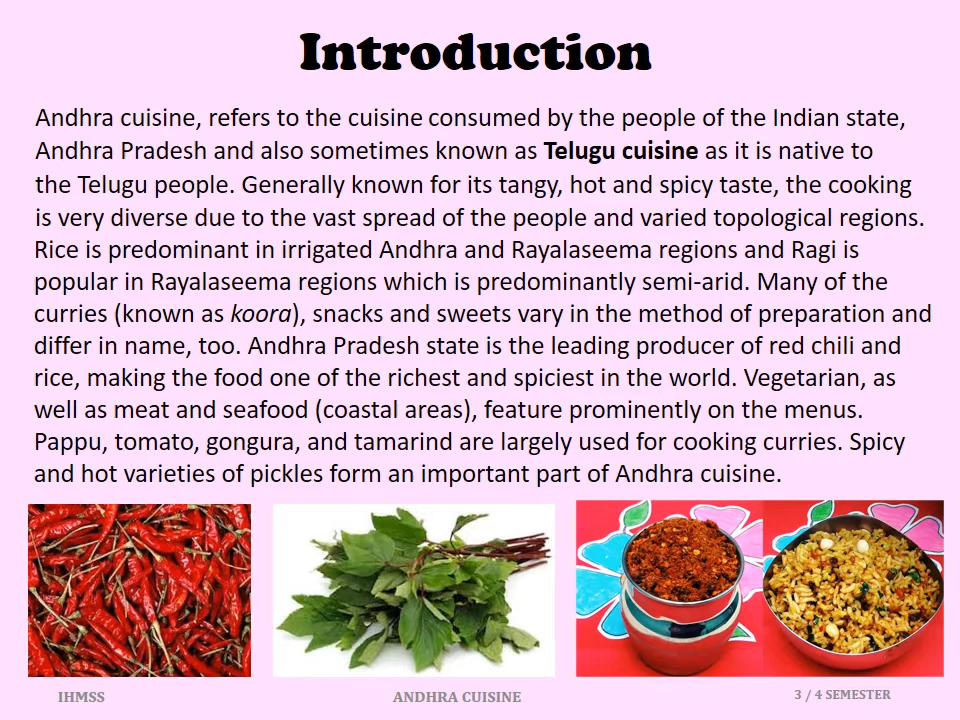 Introduction
Andhra cuisine, refers to the cuisine consumed by the people of the Indian state,
Andhra Pradesh and also sometimes known as Telugu cuisine as it is native to
the Telugu people. Generally known for its tangy, hot and spicy taste, the cooking
is very diverse due to the vast spread of the people and varied topological regions.
Rice is predominant in irrigated Andhra and Rayalaseema regions and Ragi is
popular in Rayalaseema regions which is predominantly semi-arid. Many of the
curries (known as koora), snacks and sweets vary in the method of preparation and
differ in name, too. Andhra Pradesh state is the leading producer of red chili and
rice, making the food one of the richest and spiciest in the world. Vegetarian, as
well as meat and seafood (coastal areas), feature prominently on the menus.
Pappu, tomato, gongura, and tamarind are largely used for cooking curries. Spicy
and hot varieties of pickles form an important part of Andhra cuisine.
IHMSS
ANDHRA CUISINE
3 / 4 SEMESTER